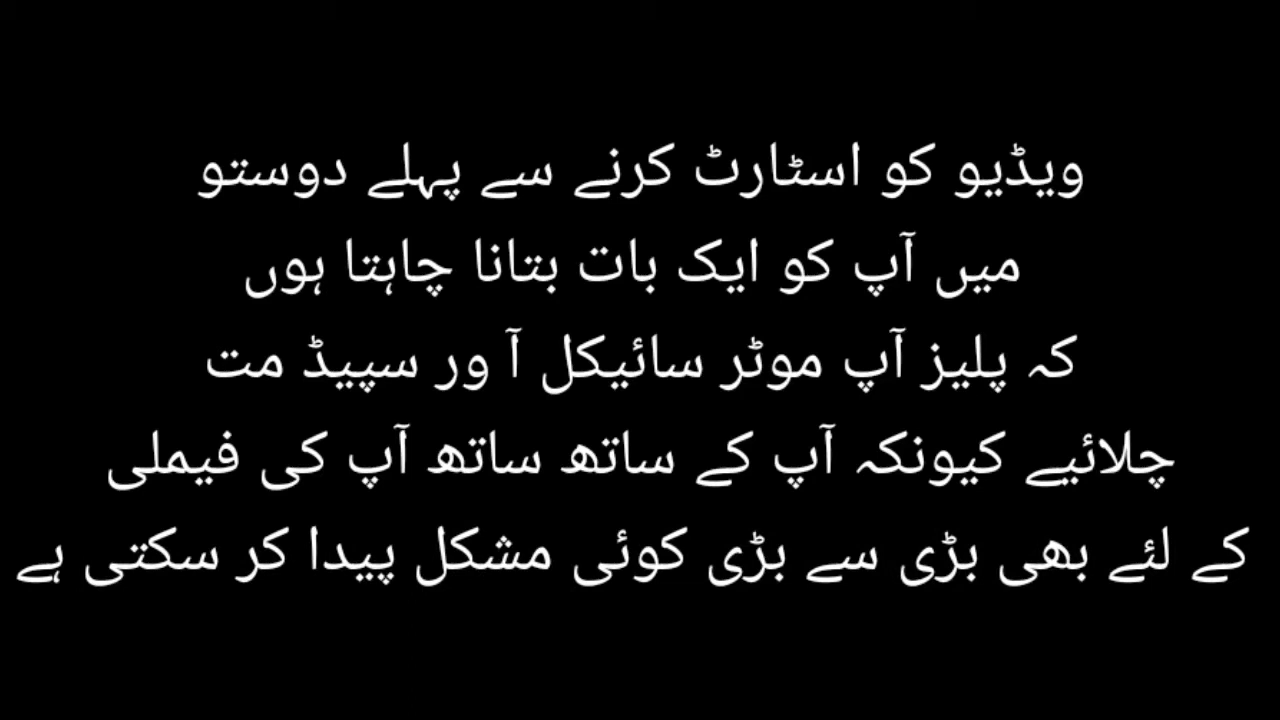 ویڈیو کو اسٹارٹ کرنے سے پہلے دوستو
میں آپ کو ایک بات بتانا چاہتا ہوں
کہ پلیز آپ موٹر سائیکل آ ور سپیڈ مت
چلائیے کیونکہ آپ کے ساتھ ساتھ آپ کی فیملی
کے لئے بھی بڑی سے بڑی کوئی مشکل پیدا کر سکتی ہے